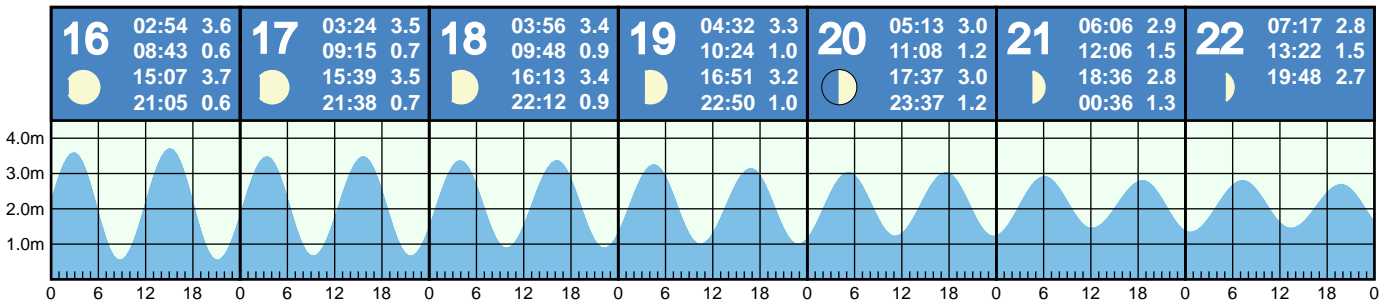 16 02:54 3.6 17 03:24 3.5 18 03:56 3.4 19 04:32 3.3 20 05:13 3.0 21 06:06 2.9 22 07:17 2.8
08:43 0.6 09:15 0.7 09:48 0.9 10:24 1.0 11:08 1.2 12:06 1.5 13:22 1.5
15:07 3.7 15:39 3.5 16:13 3.4 16:51 3.2 17:37 3.0 18:36 2.8 19:48 2.7
21:05 0.6 21:38 0.7 22:12 0.9 22:50 1.0 23:37 1.2 00:36 1.3
4.0m
3.0m
2.0m
1.0m
0 6 12 18 0 6 12 18 0 6 12 18 0 6 12 18 0 6 12 18 0 6 12 18 0 6 12 18 0